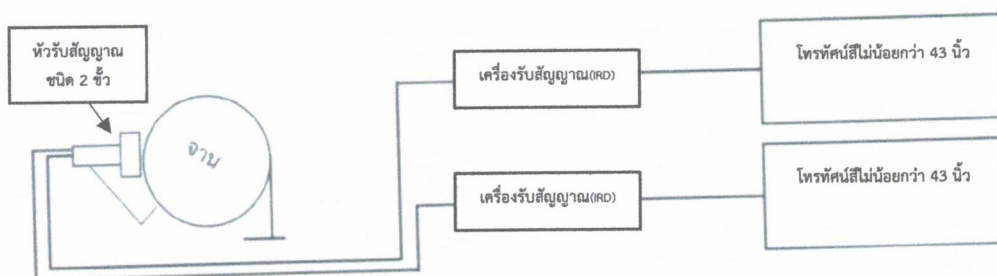 หัวรับสัญญาณ
ชนิด 2 ขั้ว
เครื่องรับสัญญาณ(IRD)
โทรทัศน์สีไม่น้อยกว่า 43 นิ้ว
จาน
เครื่องรับสัญญาณ(IRD)
โทรทัศน์สีไม่น้อยกว่า 43 นิ้ว